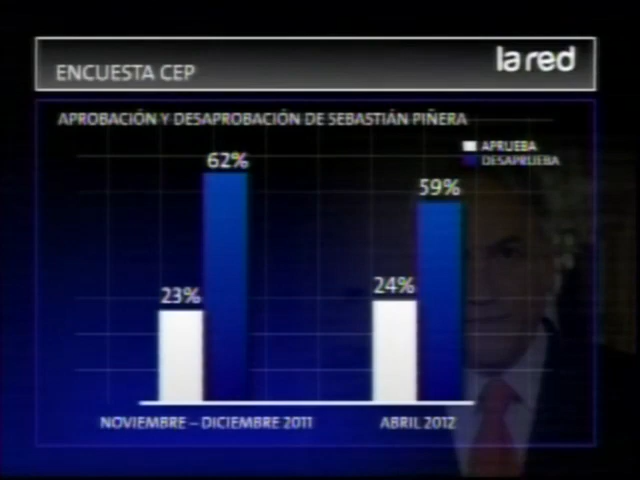 la red
ENCUESTA CEP
APROBACIÓN Y DESAPROBACIÓN DE SEBASTIÁN PIÑERA
APRUEBA
DESAPRUEBA
62%
59%
23%
24%
NOVIEMBRE – DICIEMBRE 2011
ABRIL 2012